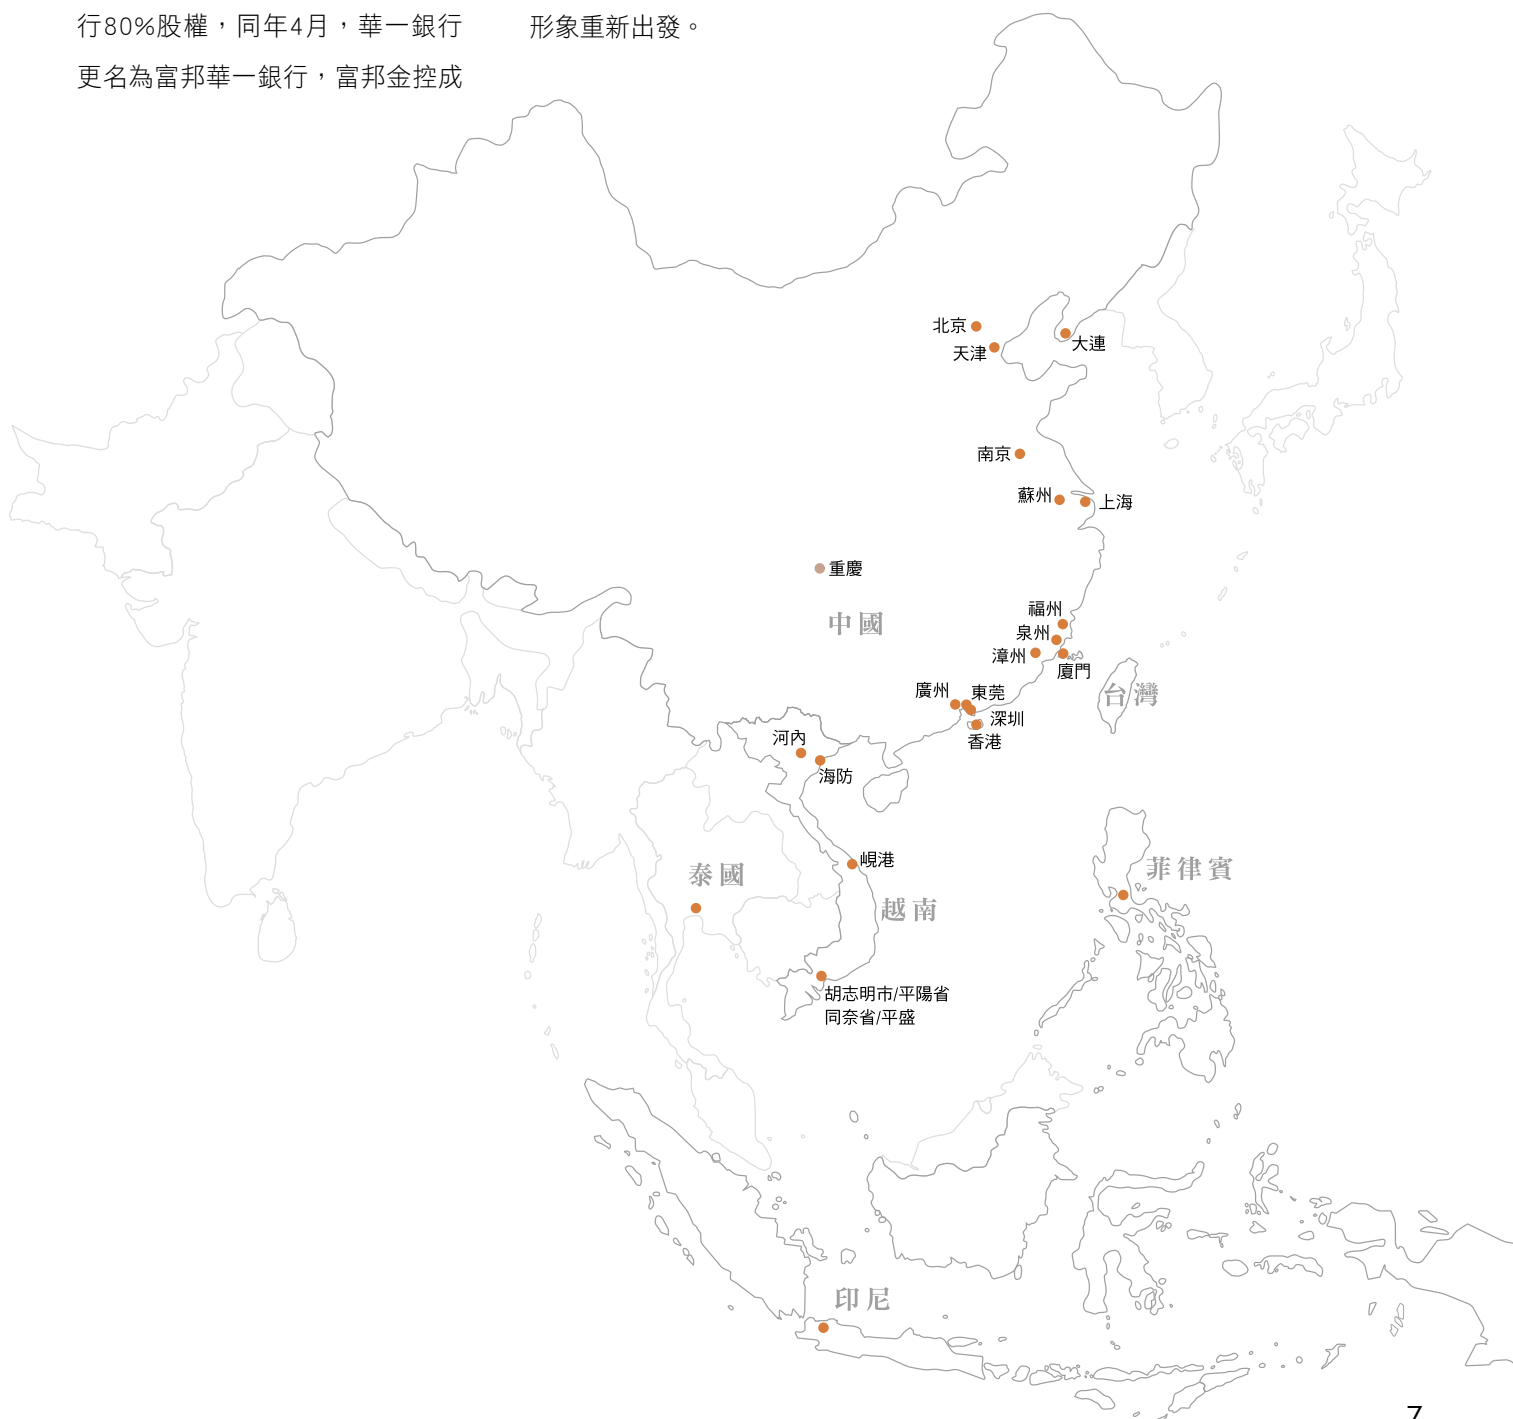 行80%股權，同年4月，華一銀行
更名為富邦華一銀行，富邦金控成
形象重新出發。
北京
天津
大連
南京
蘇州
上海
重慶
中國
福州
泉州
漳州
廈門
台灣
廣州
東莞
深圳
香港
河內
海防
峴港
泰國
越南
菲律賓
胡志明市/平陽省
同奈省/平盛
印尼
7